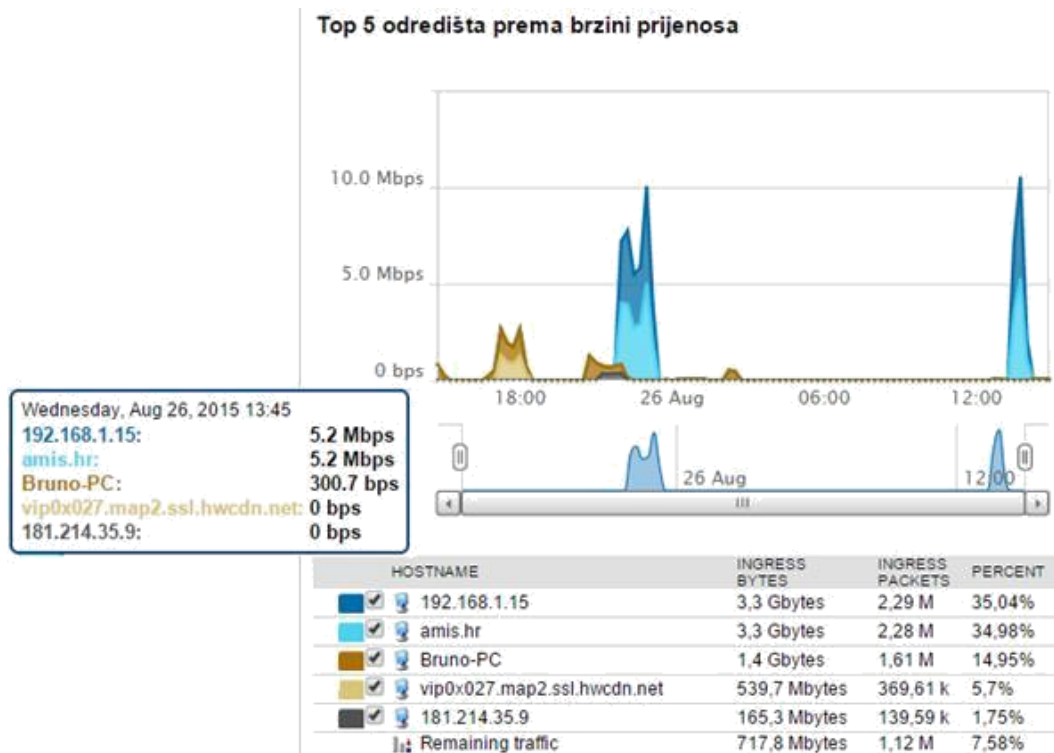 Top 5 odredišta prema brzini prijenosa
10.0 Mbps
5.0 Mbps
0 bps
18:00 26 Aug 06:00 12:00
Wednesday, Aug 26, 2015 13:45
192.168.1.15: 5.2 Mbps
amis.hr: 5.2 Mbps
Bruno-PC: 300.7 bps
vip0x027.map2.ssl.hwcdn.net: 0 bps
181.214.35.9: 0 bps
26 Aug 12:00
HOSTNAME INGRESS BYTES INGRESS PACKETS PERCENT
192.168.1.15 3,3 Gbytes 2,29 M 35,04%
amis.hr 3,3 Gbytes 2,28 M 34,98%
Bruno-PC 1,4 Gbytes 1,61 M 14,95%
vip0x027.map2.ssl.hwcdn.net 539,7 Mbytes 369,61 k 5,7%
181.214.35.9 165,3 Mbytes 139,59 k 1,75%
Remaining traffic 717,8 Mbytes 1,12 M 7,58%